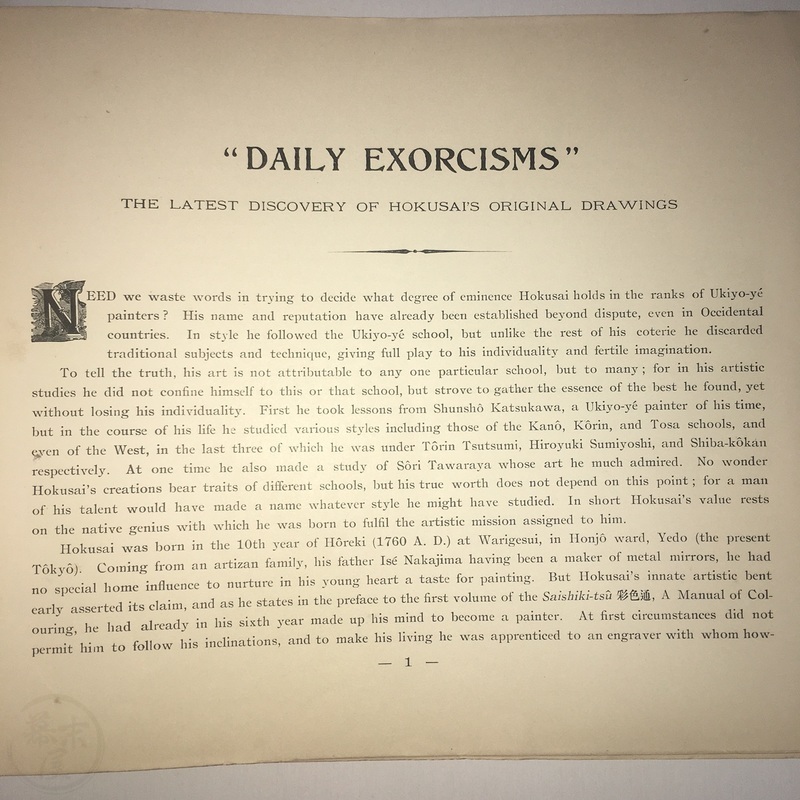 “DAILY EXORCISMS”
THE LATEST DISCOVERY OF HOKUSAI'S ORIGINAL DRAWINGS
NEED we waste words in trying to decide what degree of eminence Hokusai holds in the ranks of Ukiyo-yé
painters? His name and reputation have already been established beyond dispute, even in Occidental
countries. In style he followed the Ukiyo-yé school, but unlike the rest of his coterie he discarded
traditional subjects and technique, giving full play to his individuality and fertile imagination.
To tell the truth, his art is not attributable to any one particular school, but to many; for in his artistic
studies he did not confine himself to this or that school, but strove to gather the essence of the best he found, yet
without losing his individuality. First he took lessons from Shunshô Katsukawa, a Ukiyo-yé painter of his time,
but in the course of his life he studied various styles including those of the Kanô, Kôrin, and Tosa schools, and
even of the West, in the last three of which he was under Tôrin Tsutsumi, Hiroyuki Sumiyoshi, and Shiba-kôkan
respectively. At one time he also made a study of Sôri Tawaraya whose art he much admired. No wonder
Hokusai's creations bear traits of different schools, but his true worth does not depend on this point; for a man
of his talent would have made a name whatever style he might have studied. In short Hokusai's value rests
on the native genius with which he was born to fulfil the artistic mission assigned to him.
Hokusai was born in the 10th year of Hôreki (1760 A. D.) at Warigesui, in Honjô ward, Yedo (the present
Tôkyô). Coming from an artizan family, his father Isé Nakajima having been a maker of metal mirrors, he had
no special home influence to nurture in his young heart a taste for painting. But Hokusai's innate artistic bent
early asserted its claim, and as he states in the preface to the first volume of the Saishiki-tsû 彩色通, A Manual of Col-
ouring, he had already in his sixth year made up his mind to become a painter. At first circumstances did not
permit him to follow his inclinations, and to make his living he was apprenticed to an engraver with whom how-
— 1 —